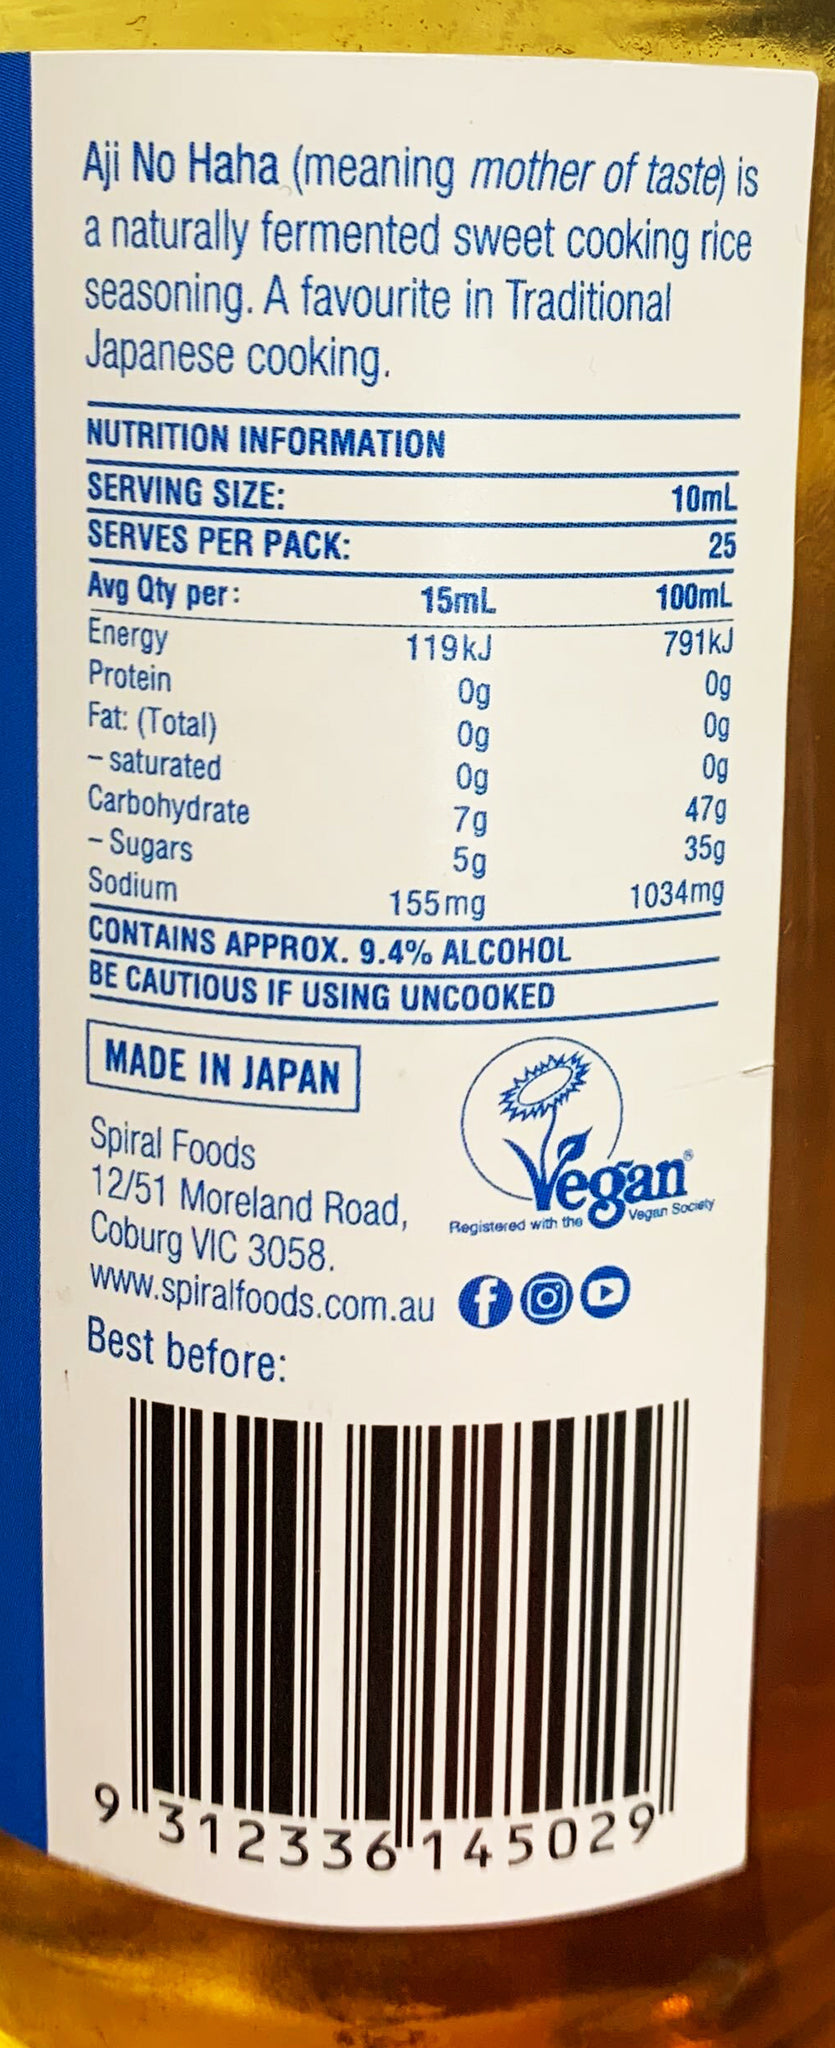 Aji No Haha (meaning mother of taste) is
a naturally fermented sweet cooking rice
seasoning. A favourite in Traditional
Japanese cooking.
NUTRITION INFORMATION
SERVING SIZE: 10mL
SERVES PER PACK: 25
Avg Qty per: 15mL 100mL
Energy 119kJ 791kJ
Protein 0g 0g
Fat: (Total) 0g 0g
– saturated 0g 0g
Carbohydrate 7g 47g
– Sugars 5g 35g
Sodium 155mg 1034mg
CONTAINS APPROX. 9.4% ALCOHOL
BE CAUTIOUS IF USING UNCOOKED
MADE IN JAPAN
Vegan®
Registered with the Vegan Society
Spiral Foods
12/51 Moreland Road,
Coburg VIC 3058.
www.spiralfoods.com.au
Best before:
9 312336 145029